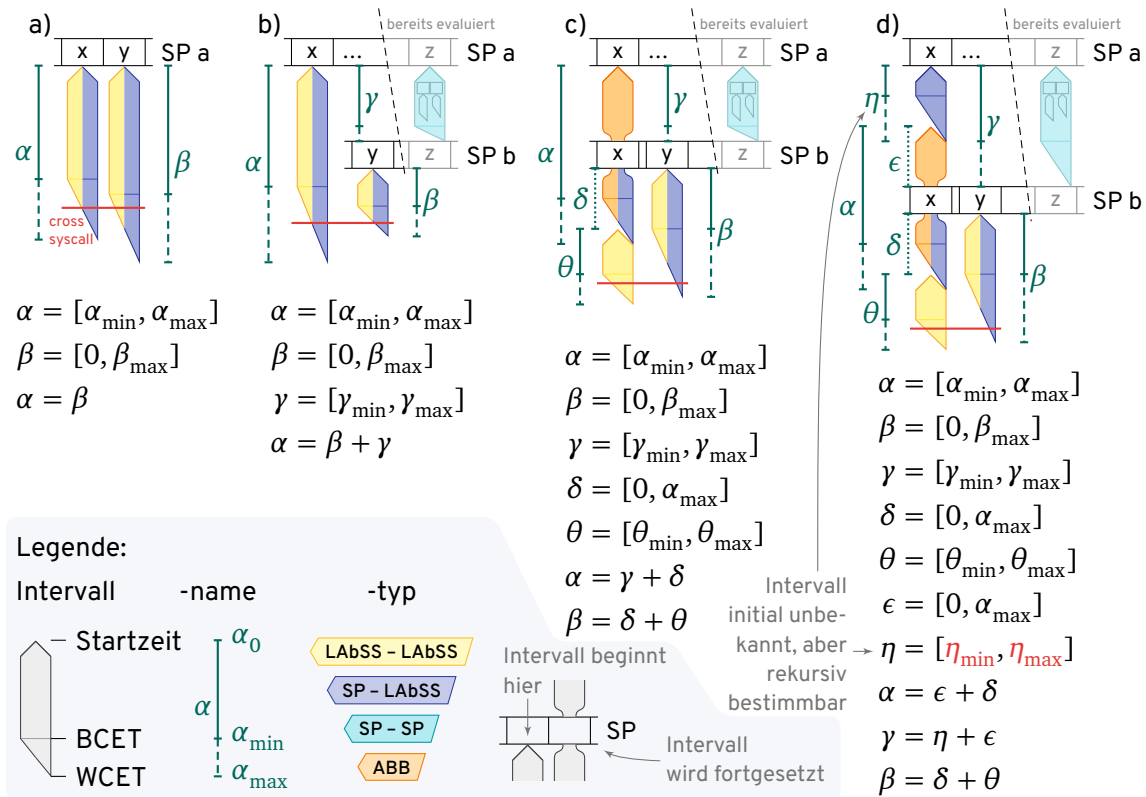 a)
x y SP a
α
β
cross
syscall
α = [α_min, α_max]
β = [0, β_max]
α = β
b)
bereits evaluiert
x ... z SP a
γ
y z SP b
α
β
α = [α_min, α_max]
β = [0, β_max]
γ = [γ_min, γ_max]
α = β + γ
c)
bereits evaluiert
x ... z SP a
γ
x y z SP b
α
δ
β
θ
α = [α_min, α_max]
β = [0, β_max]
γ = [γ_min, γ_max]
δ = [0, α_max]
θ = [θ_min, θ_max]
α = γ + δ
β = δ + θ
d)
bereits evaluiert
x ... z SP a
η
γ
ϵ
x y z SP b
α
δ
β
θ
α = [α_min, α_max]
β = [0, β_max]
γ = [γ_min, γ_max]
δ = [0, α_max]
θ = [θ_min, θ_max]
ϵ = [0, α_max]
η = [η_min, η_max]
α = ϵ + δ
γ = η + ϵ
β = δ + θ
Intervall
initial unbe-
kannt, aber
rekursiv
bestimmbar
Legende:
Intervall -name -typ
Startzeit α_0
α
BCET α_min
WCET α_max
LAbSS – LAbSS
SP – LAbSS
SP – SP
ABB
Intervall beginnt
hier
SP
Intervall
wird fortgesetzt